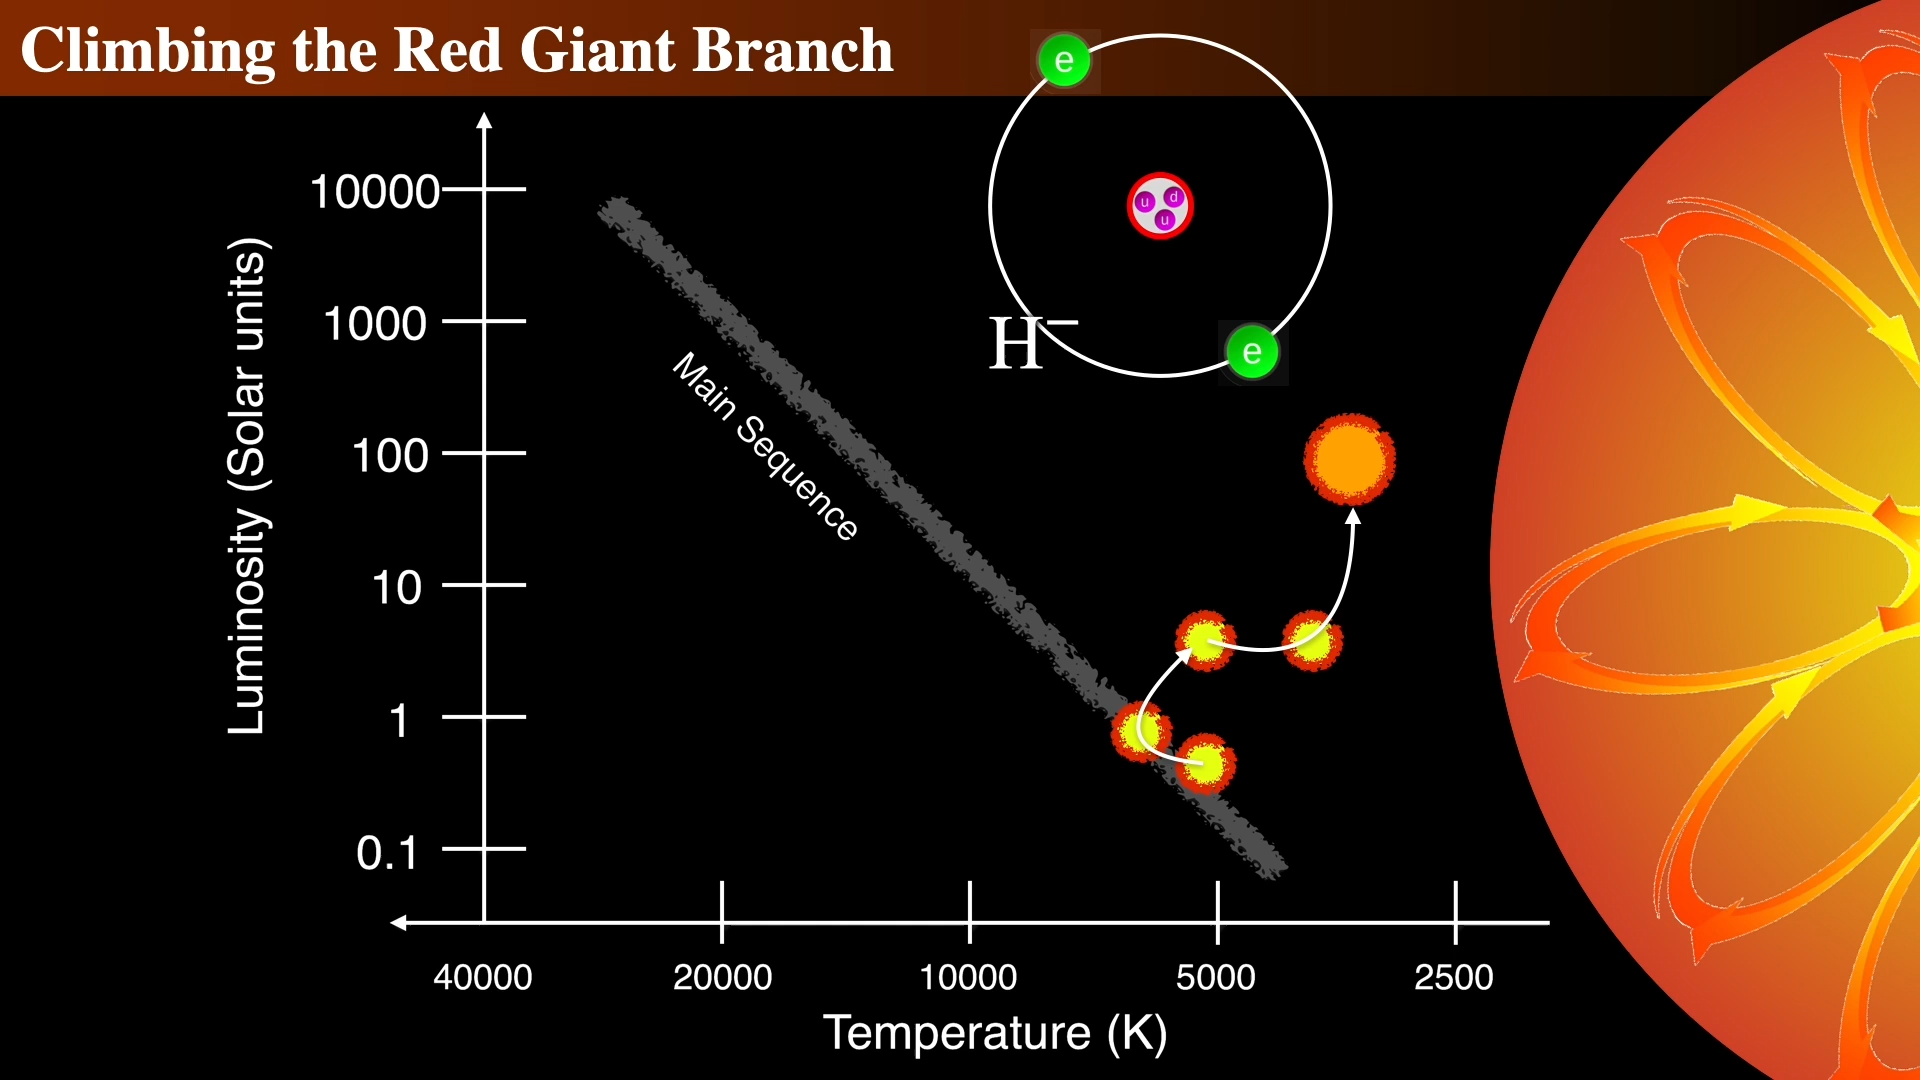 Climbing the Red Giant Branch
e
u
d
u
H⁻
e
10000
1000
100
10
1
0.1
Luminosity (Solar units)
Main Sequence
40000
20000
10000
5000
2500
Temperature (K)